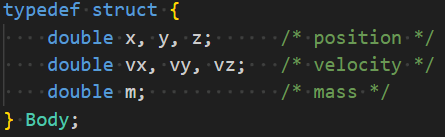 typedef struct {
    double x, y, z;       /* position */
    double vx, vy, vz;    /* velocity */
    double m;             /* mass */
} Body;